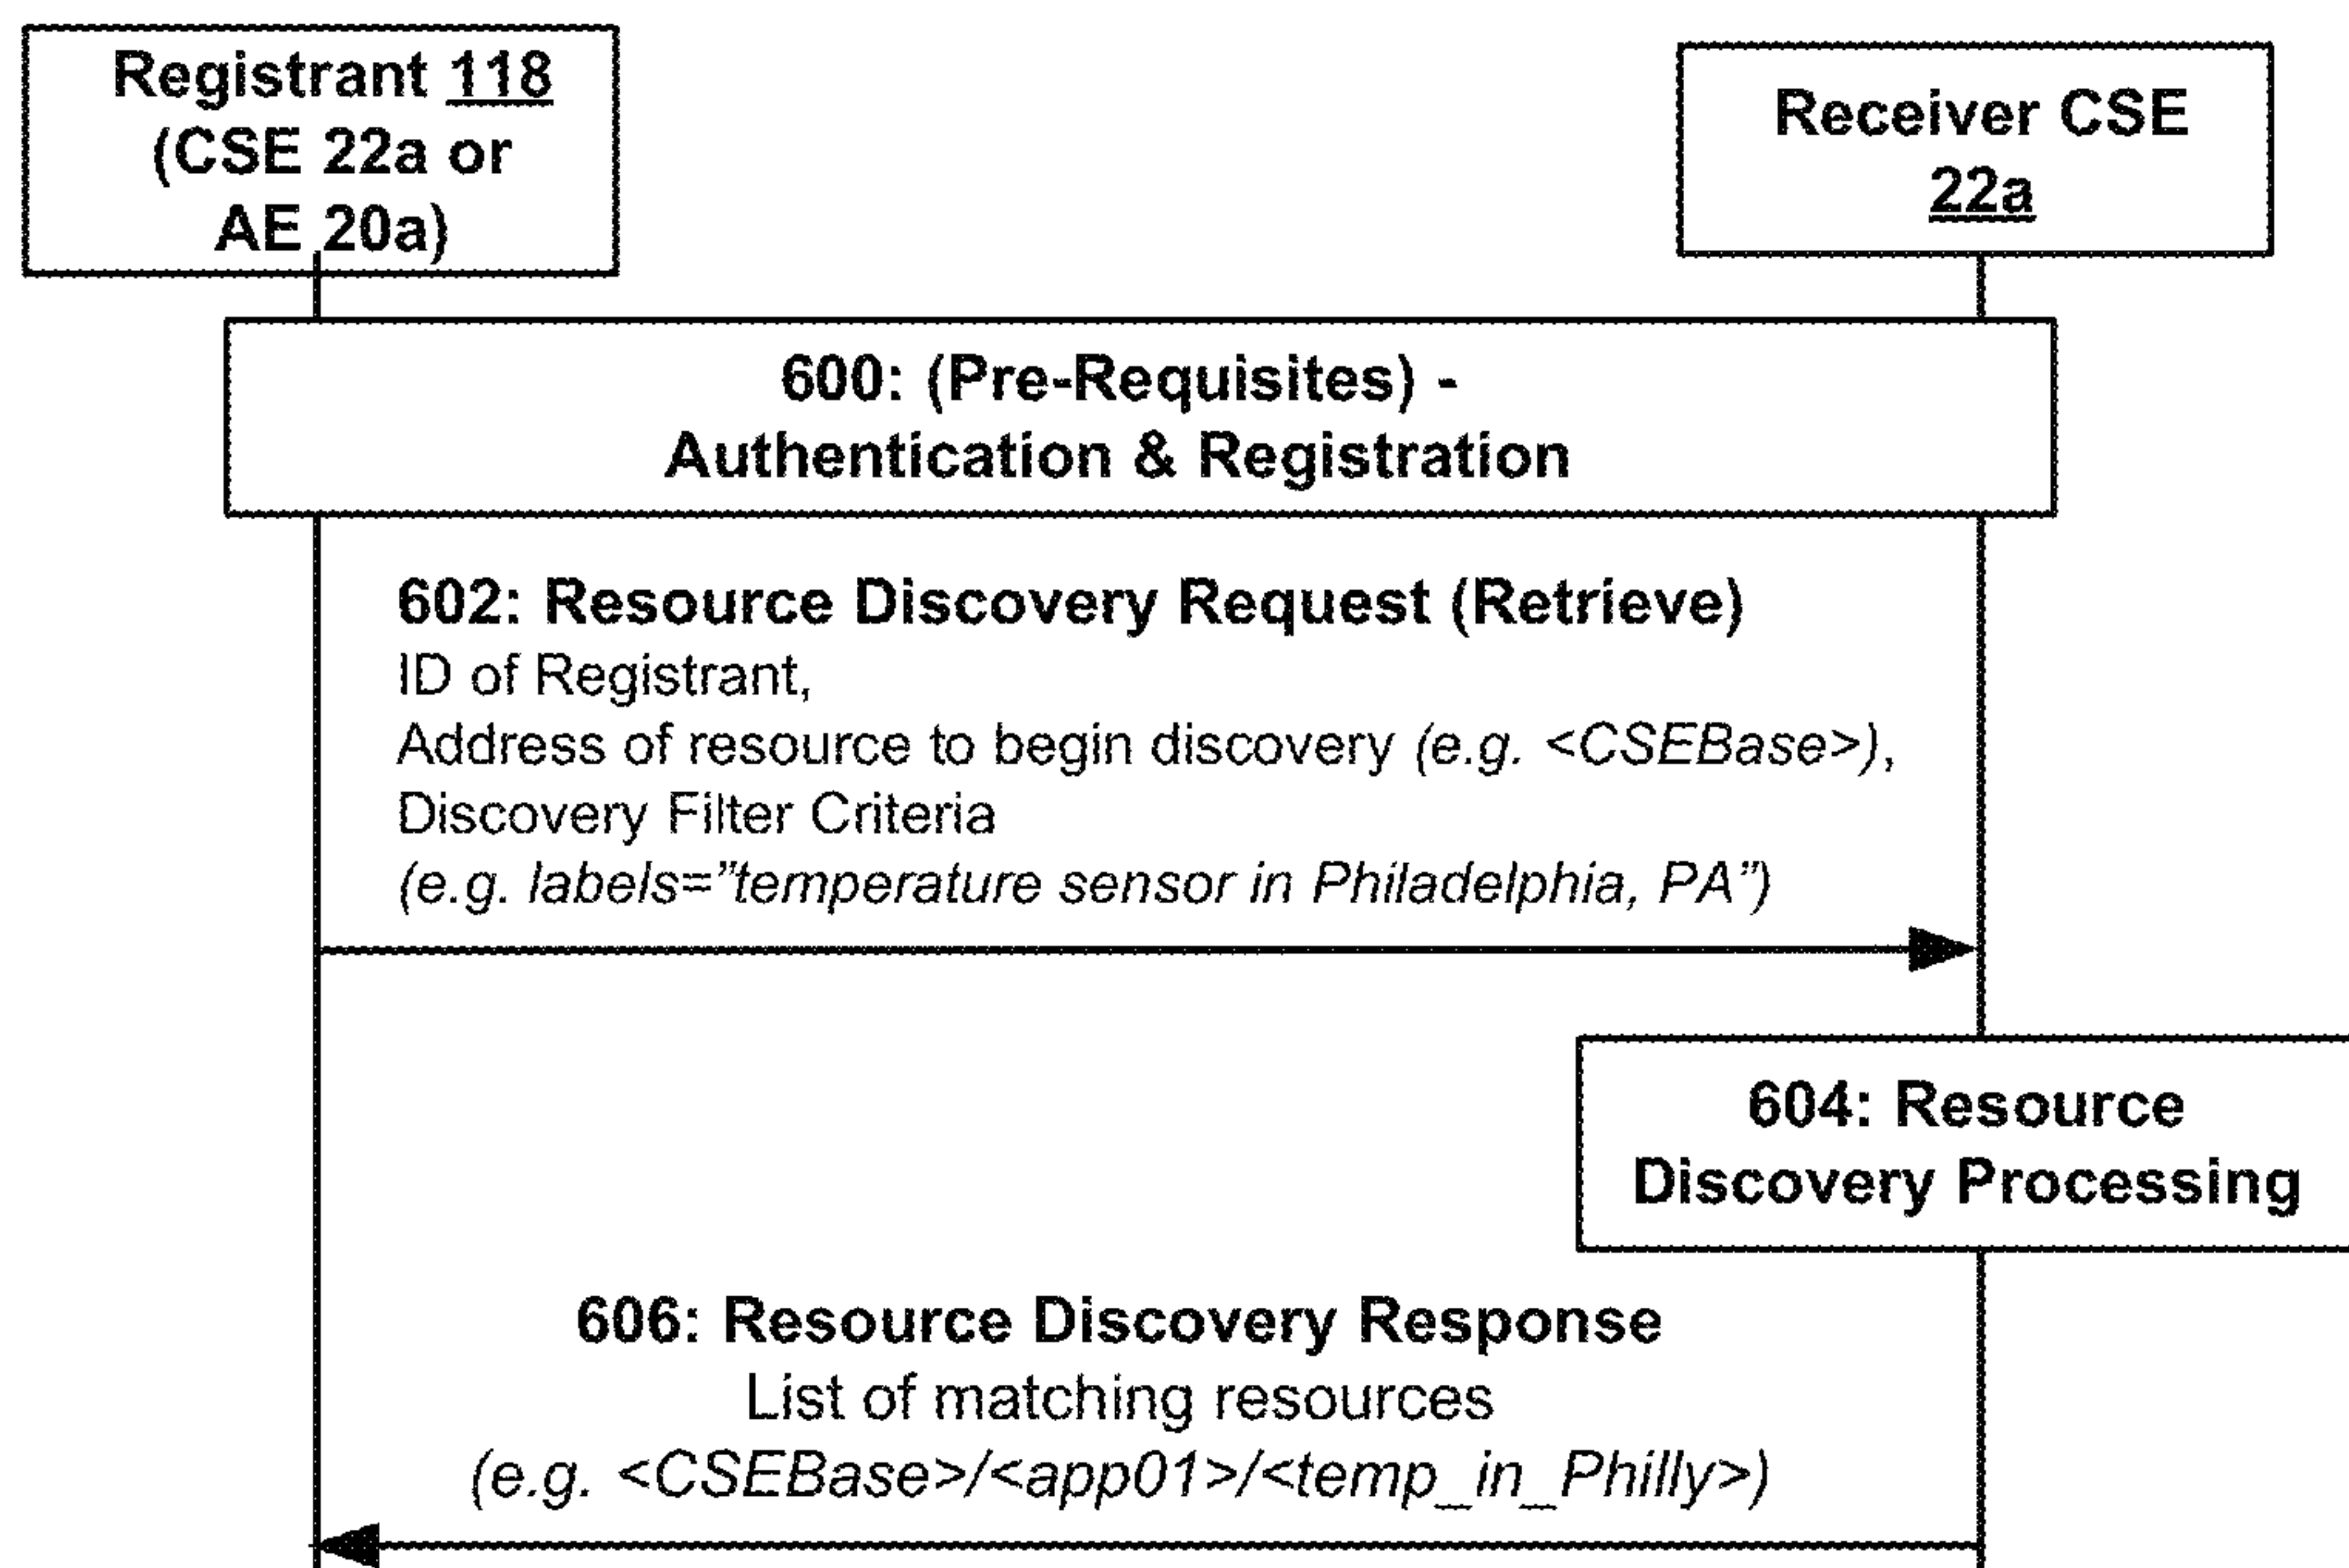 Registrant 118
(CSE 22a or
AE 20a)
Receiver CSE
22a
600: (Pre-Requisites) -
Authentication & Registration
602: Resource Discovery Request (Retrieve)
ID of Registrant,
Address of resource to begin discovery (e.g. <CSEBase>),
Discovery Filter Criteria
(e.g. labels=”temperature sensor in Philadelphia, PA”)
604: Resource
Discovery Processing
606: Resource Discovery Response
List of matching resources
(e.g. <CSEBase>/<app01>/<temp_in_Philly>)